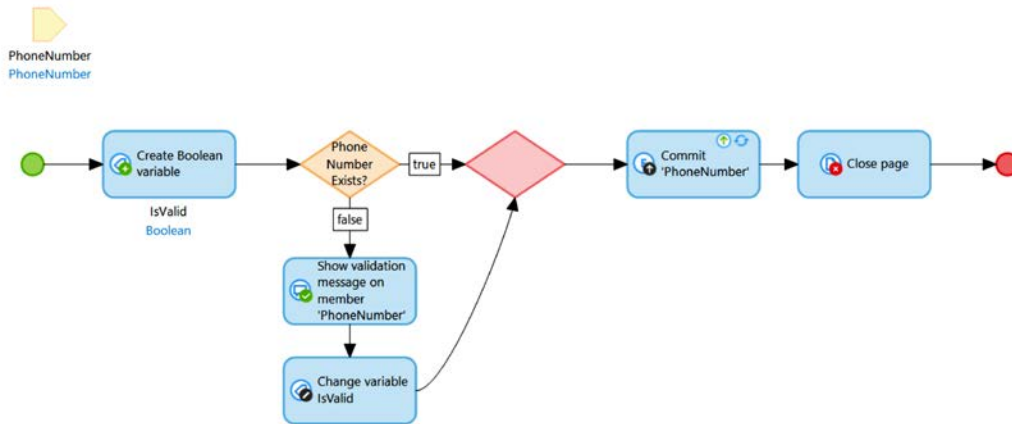 PhoneNumber
PhoneNumber
Create Boolean
variable
IsValid
Boolean
Phone
Number
Exists?
true
false
Show validation
message on
member
'PhoneNumber'
Change variable
IsValid
Commit
'PhoneNumber'
Close page